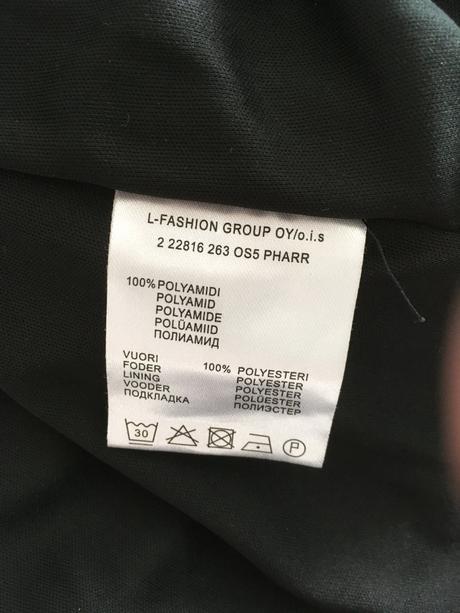 L-FASHION GROUP OY/o.i.s
2 22816 263 OS5 PHARR
100% POLYAMIDI
POLYAMID
POLYAMIDE
POLÜAMIID
ПОЛИАМИД
VUORI 100% POLYESTERI
FODER POLYESTER
LINING POLYESTER
VOODER POLÜESTER
ПОДКЛАДКА ПОЛИЭСТЕР
30 P